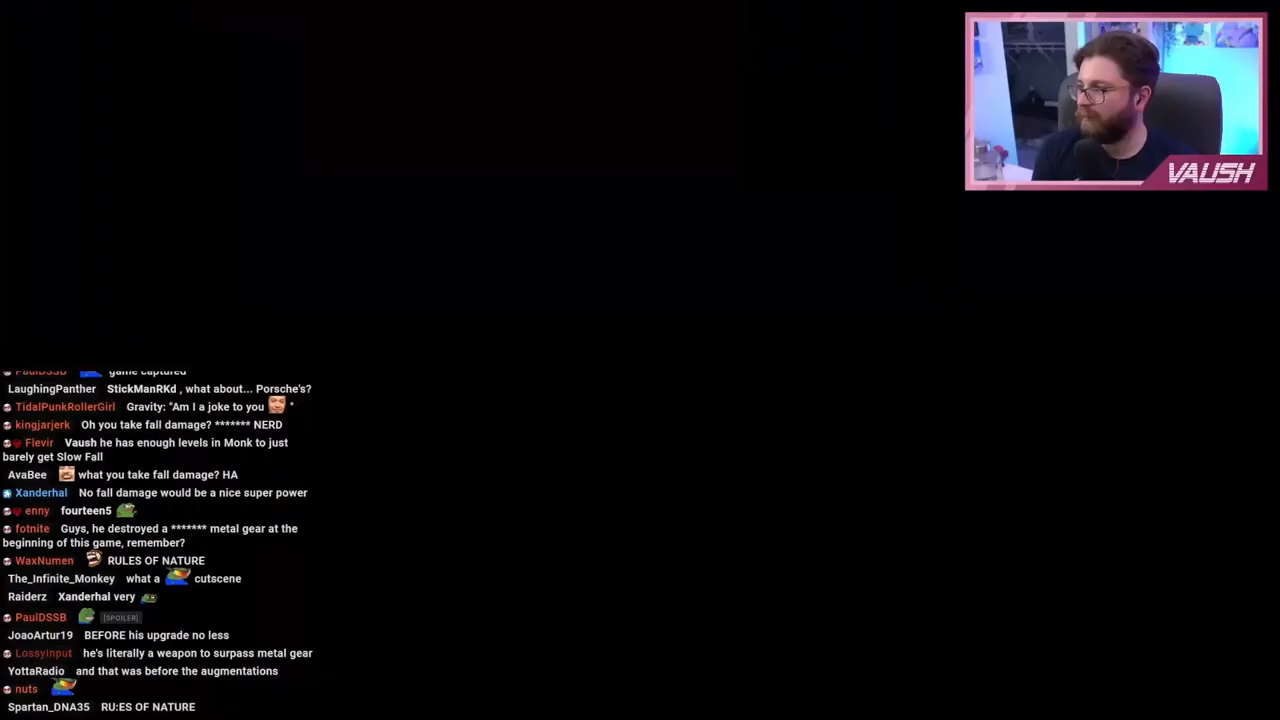 VAUSH
PaulDSSB game captured
LaughingPanther StickManRKd , what about... Porsche's?
TidalPunkRollerGirl Gravity: "Am I a joke to you "
kingjarjerk Oh you take fall damage? ******* NERD
Flevir Vaush he has enough levels in Monk to just
barely get Slow Fall
AvaBee what you take fall damage? HA
Xanderhal No fall damage would be a nice super power
enny fourteen5
fotnite Guys, he destroyed a ******* metal gear at the
beginning of this game, remember?
WaxNumen RULES OF NATURE
The_Infinite_Monkey what a cutscene
Raiderz Xanderhal very
PaulDSSB [SPOILER]
JoaoArtur19 BEFORE his upgrade no less
LossyInput he's literally a weapon to surpass metal gear
YottaRadio and that was before the augmentations
nuts
Spartan_DNA35 RU:ES OF NATURE